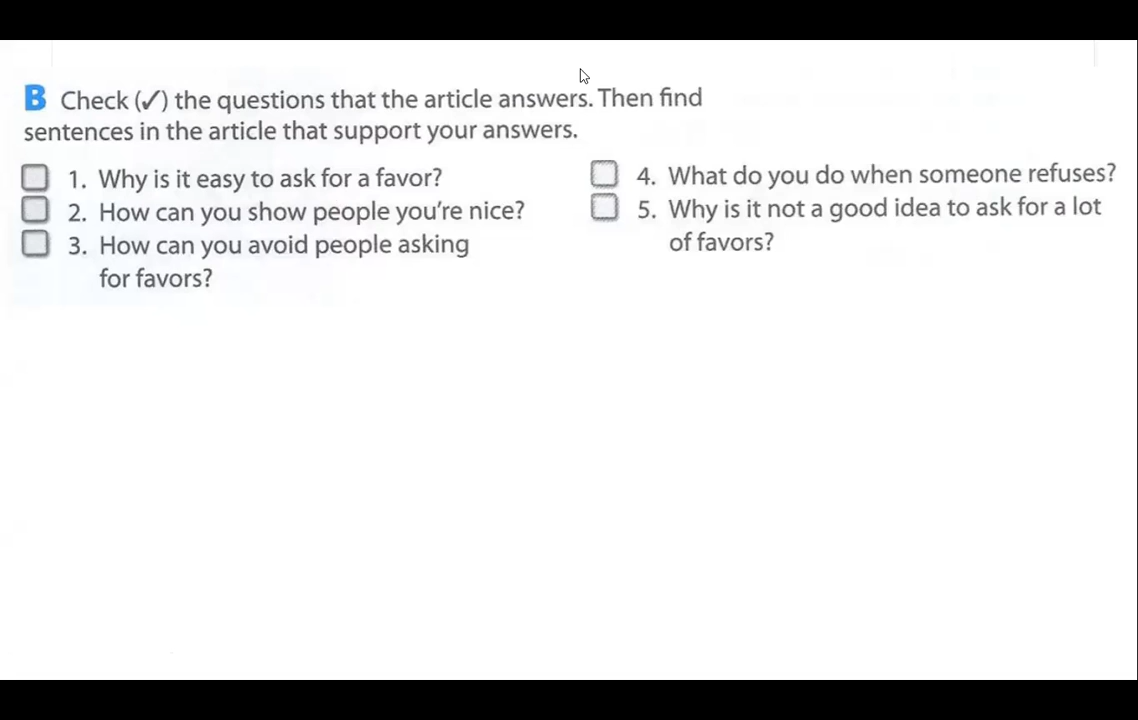 B Check (✓) the questions that the article answers. Then find
sentences in the article that support your answers.
1. Why is it easy to ask for a favor?
2. How can you show people you're nice?
3. How can you avoid people asking
for favors?
4. What do you do when someone refuses?
5. Why is it not a good idea to ask for a lot
of favors?